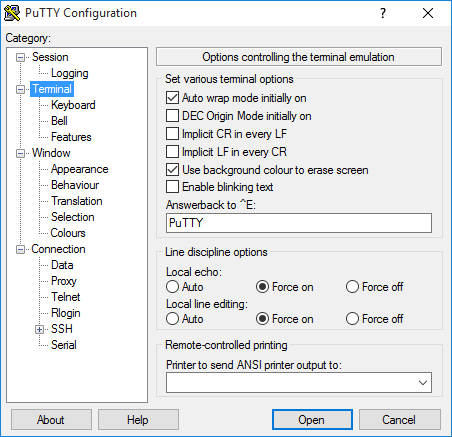 PuTTY Configuration
?
Category:
Session
Logging
Terminal
Keyboard
Bell
Features
Window
Appearance
Behaviour
Translation
Selection
Colours
Connection
Data
Proxy
Telnet
Rlogin
SSH
Serial
Options controlling the terminal emulation
Set various terminal options
Auto wrap mode initially on
DEC Origin Mode initially on
Implicit CR in every LF
Implicit LF in every CR
Use background colour to erase screen
Enable blinking text
Answerback to ^E:
PuTTY
Line discipline options
Local echo:
Auto Force on Force off
Local line editing:
Auto Force on Force off
Remote-controlled printing
Printer to send ANSI printer output to:
About Help Open Cancel